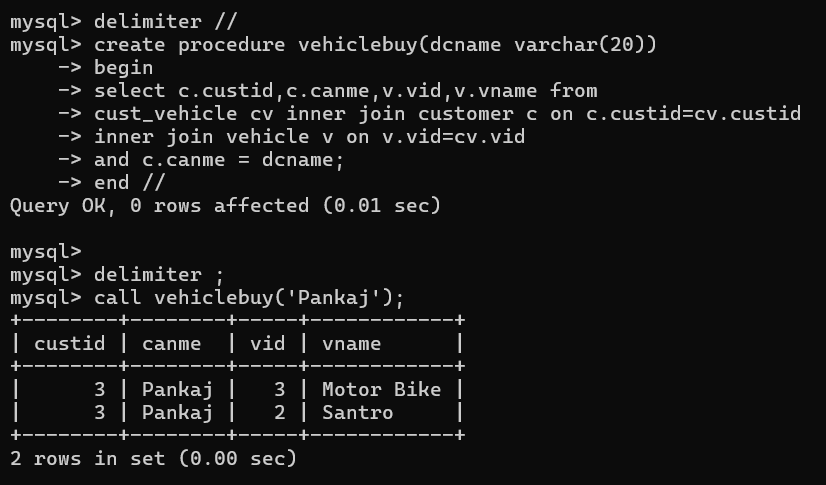 mysql> delimiter //
mysql> create procedure vehiclebuy(dcname varchar(20))
    -> begin
    -> select c.custid,c.canme,v.vid,v.vname from
    -> cust_vehicle cv inner join customer c on c.custid=cv.custid
    -> inner join vehicle v on v.vid=cv.vid
    -> and c.canme = dcname;
    -> end //
Query OK, 0 rows affected (0.01 sec)

mysql>
mysql> delimiter ;
mysql> call vehiclebuy('Pankaj');
+--------+--------+-----+------------+
| custid | canme  | vid | vname      |
+--------+--------+-----+------------+
|      3 | Pankaj |   3 | Motor Bike |
|      3 | Pankaj |   2 | Santro     |
+--------+--------+-----+------------+
2 rows in set (0.00 sec)